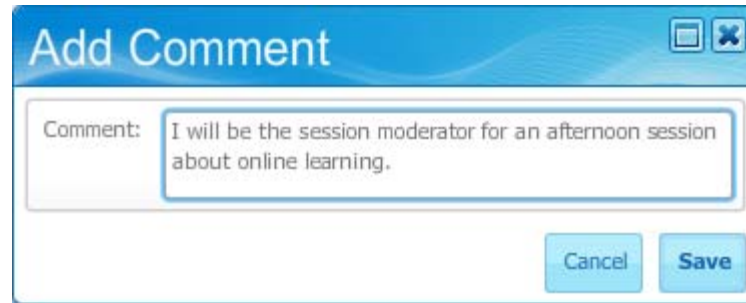 Add Comment
Comment:
I will be the session moderator for an afternoon session
about online learning.
Cancel
Save